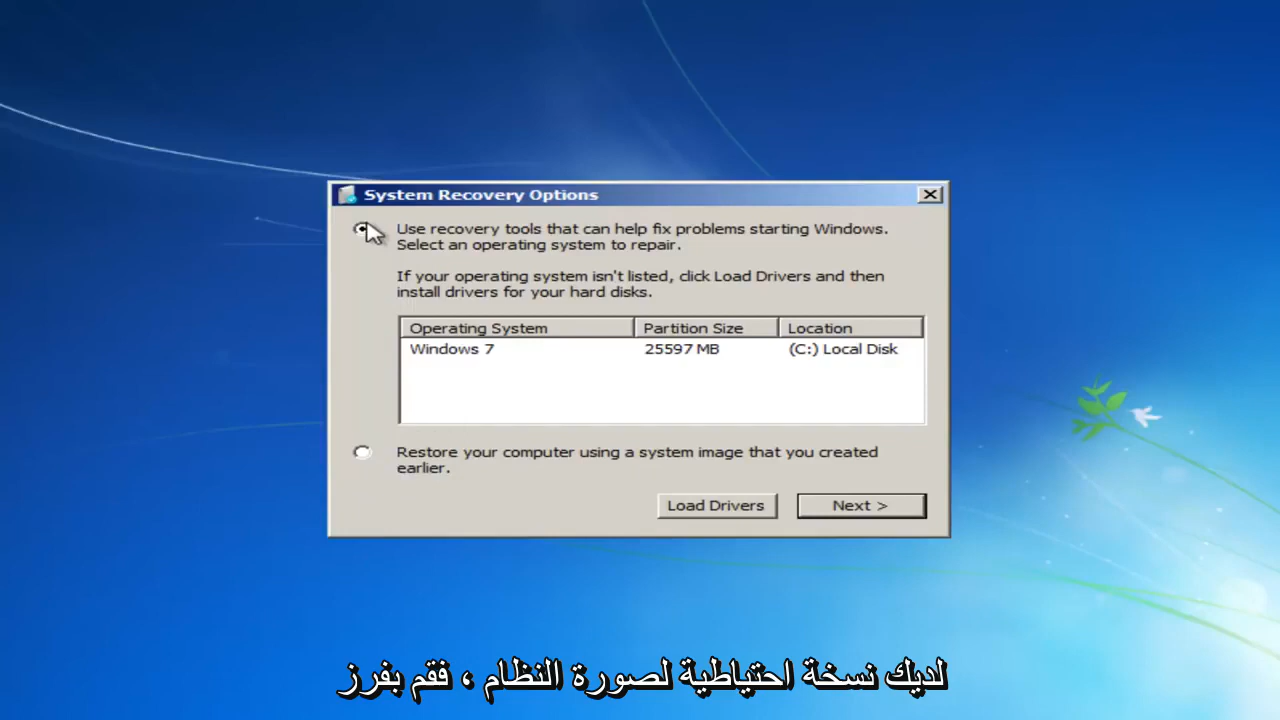 System Recovery Options
Use recovery tools that can help fix problems starting Windows.
Select an operating system to repair.
If your operating system isn't listed, click Load Drivers and then
install drivers for your hard disks.
Operating System Partition Size Location
Windows 7 25597 MB (C:) Local Disk
Restore your computer using a system image that you created
earlier.
Load Drivers Next >
لديك نسخة احتياطية لصورة النظام ، فقم بفرز